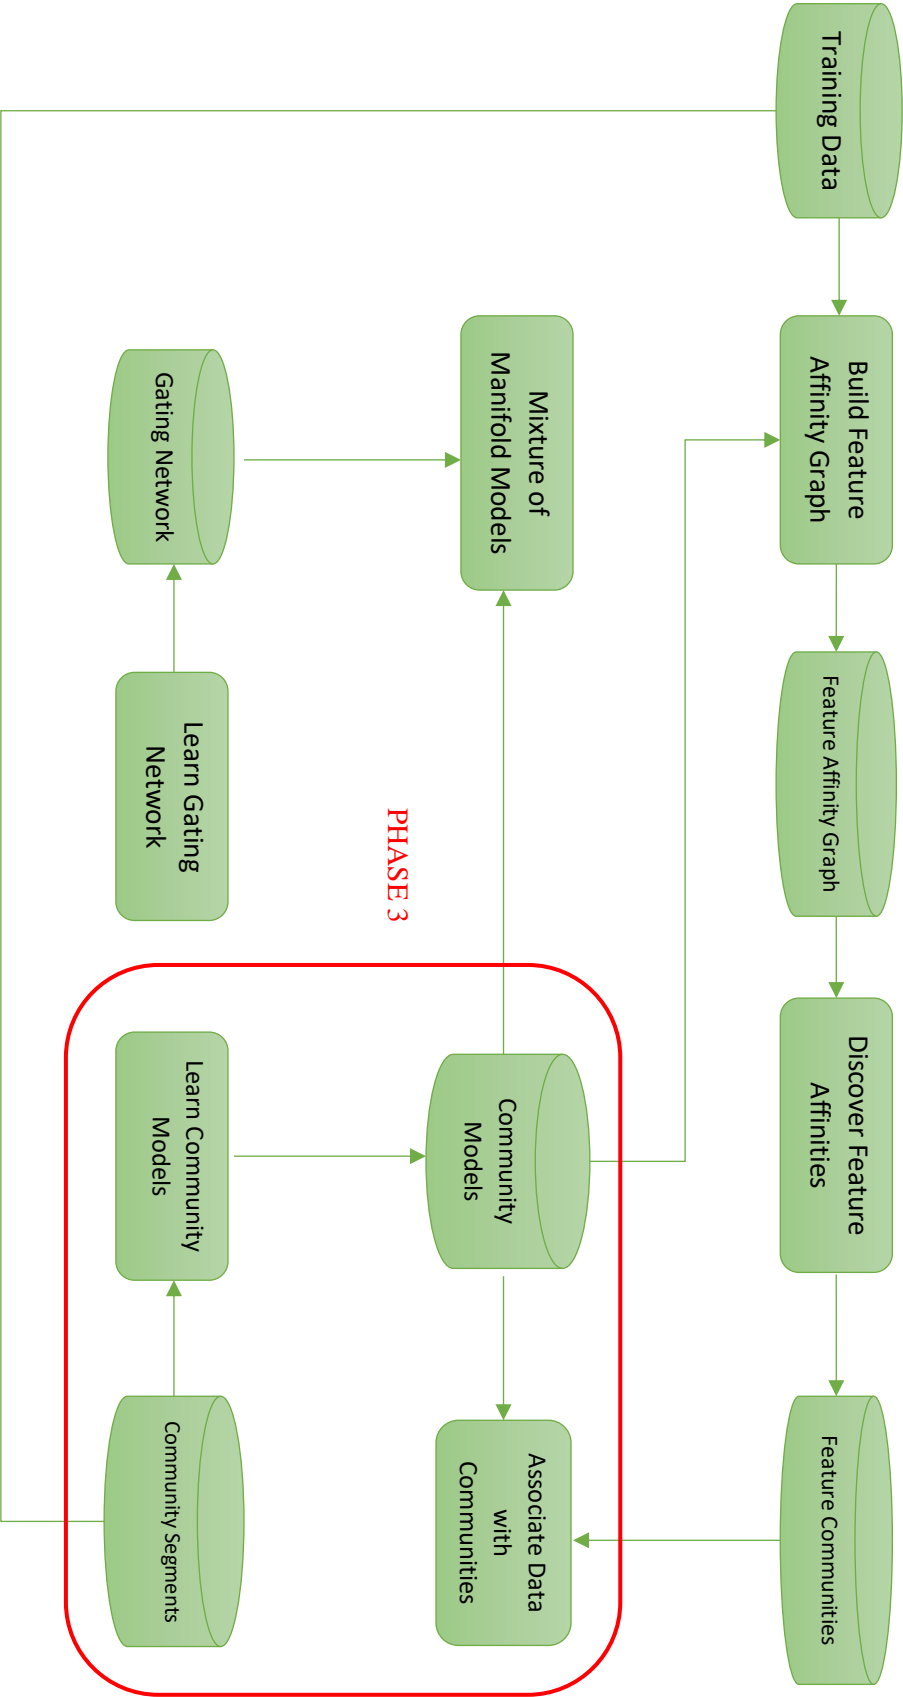 Training Data
Build Feature
Affinity Graph
Feature Affinity Graph
Discover Feature
Affinities
Feature Communities
Mixture of
Manifold Models
Community
Models
Associate Data
with
Communities
PHASE 3
Gating Network
Learn Gating
Network
Learn Community
Models
Community Segments